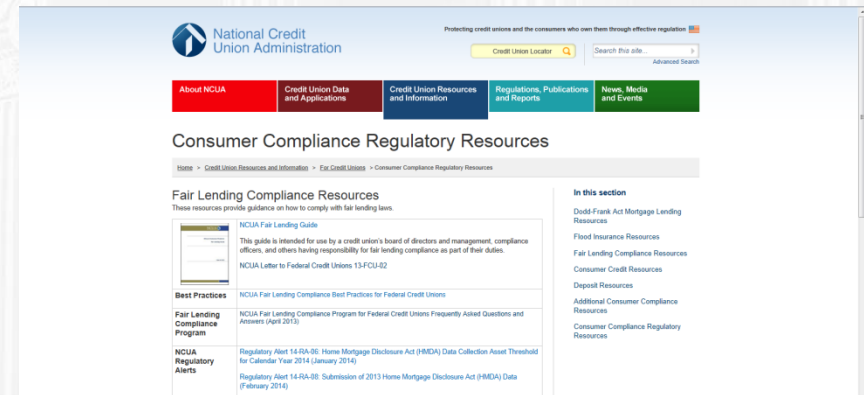 National Credit
Union Administration
Protecting credit unions and the consumers who own them through effective regulation
Credit Union Locator
Search this site...
Advanced Search
About NCUA
Credit Union Data
and Applications
Credit Union Resources
and Information
Regulations, Publications
and Reports
News, Media
and Events
Consumer Compliance Regulatory Resources
Home > Credit Union Resources and Information > For Credit Unions > Consumer Compliance Regulatory Resources
Fair Lending Compliance Resources
These resources provide guidance on how to comply with fair lending laws.
NCUA Fair Lending Guide
This guide is intended for use by a credit union's board of directors and management, compliance
officers, and others having responsibility for fair lending compliance as part of their duties.
NCUA Letter to Federal Credit Unions 13-FCU-02
Best Practices
NCUA Fair Lending Compliance Best Practices for Federal Credit Unions
Fair Lending
Compliance
Program
NCUA Fair Lending Compliance Program for Federal Credit Unions Frequently Asked Questions and
Answers (April 2013)
NCUA
Regulatory
Alerts
Regulatory Alert 14-RA-06: Home Mortgage Disclosure Act (HMDA) Data Collection Asset Threshold
for Calendar Year 2014 (January 2014)
Regulatory Alert 14-RA-08: Submission of 2013 Home Mortgage Disclosure Act (HMDA) Data
(February 2014)
In this section
Dodd-Frank Act Mortgage Lending
Resources
Flood Insurance Resources
Fair Lending Compliance Resources
Consumer Credit Resources
Deposit Resources
Additional Consumer Compliance
Resources
Consumer Compliance Regulatory
Resources